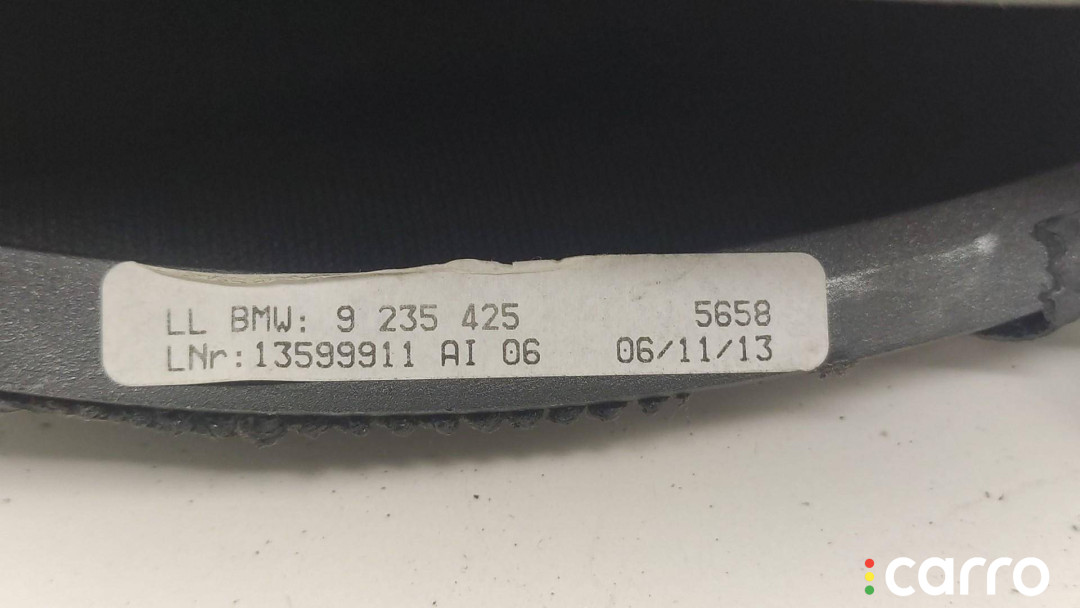 LL BMW: 9 235 425 5658
LNr:13599911 AI 06 06/11/13
carro